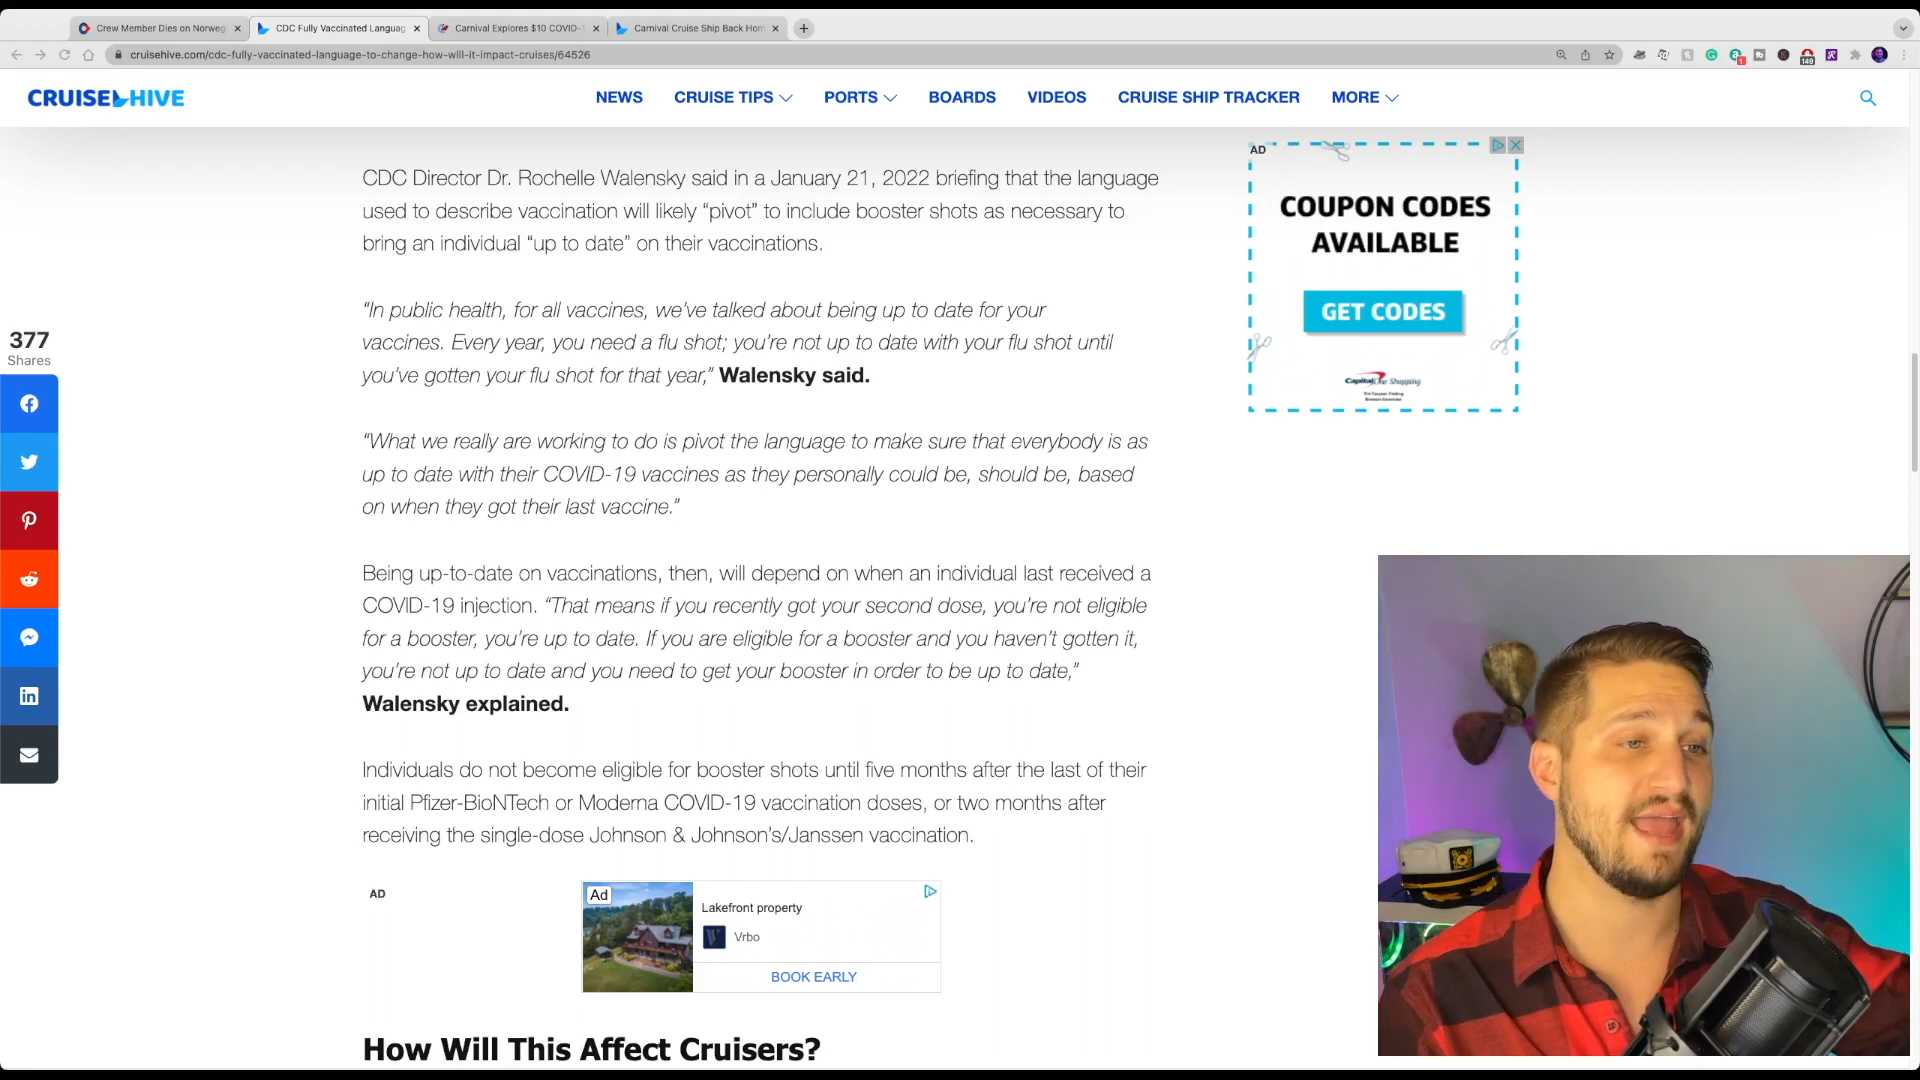 Crew Member Dies on Norweg
CDC Fully Vaccinated Languag
Carnival Explores $10 COVID-1
Carnival Cruise Ship Back Hom
cruisehive.com/cdc-fully-vaccinated-language-to-change-how-will-it-impact-cruises/64526
1
149
CRUISE HIVE
NEWS
CRUISE TIPS
PORTS
BOARDS
VIDEOS
CRUISE SHIP TRACKER
MORE
CDC Director Dr. Rochelle Walensky said in a January 21, 2022 briefing that the language
used to describe vaccination will likely “pivot” to include booster shots as necessary to
bring an individual “up to date” on their vaccinations.
“In public health, for all vaccines, we’ve talked about being up to date for your
vaccines. Every year, you need a flu shot; you’re not up to date with your flu shot until
you’ve gotten your flu shot for that year,” Walensky said.
“What we really are working to do is pivot the language to make sure that everybody is as
up to date with their COVID-19 vaccines as they personally could be, should be, based
on when they got their last vaccine.”
Being up-to-date on vaccinations, then, will depend on when an individual last received a
COVID-19 injection. “That means if you recently got your second dose, you’re not eligible
for a booster, you’re up to date. If you are eligible for a booster and you haven’t gotten it,
you’re not up to date and you need to get your booster in order to be up to date,”
Walensky explained.
Individuals do not become eligible for booster shots until five months after the last of their
initial Pfizer-BioNTech or Moderna COVID-19 vaccination doses, or two months after
receiving the single-dose Johnson & Johnson’s/Janssen vaccination.
377
Shares
AD
COUPON CODES
AVAILABLE
GET CODES
Capital One Shopping
The Coupon-Finding
Browser Extension
AD
Ad
Lakefront property
Vrbo
BOOK EARLY
How Will This Affect Cruisers?